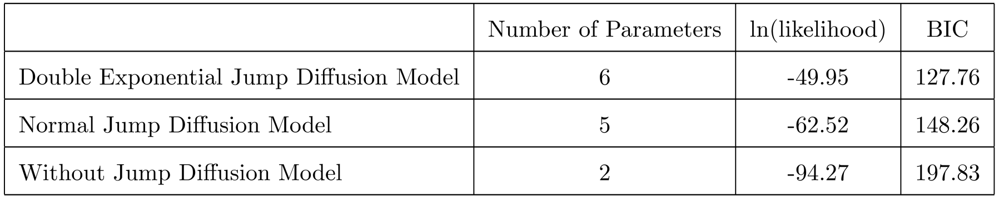 Number of Parameters ln(likelihood) BIC
Double Exponential Jump Diffusion Model 6 -49.95 127.76
Normal Jump Diffusion Model 5 -62.52 148.26
Without Jump Diffusion Model 2 -94.27 197.83